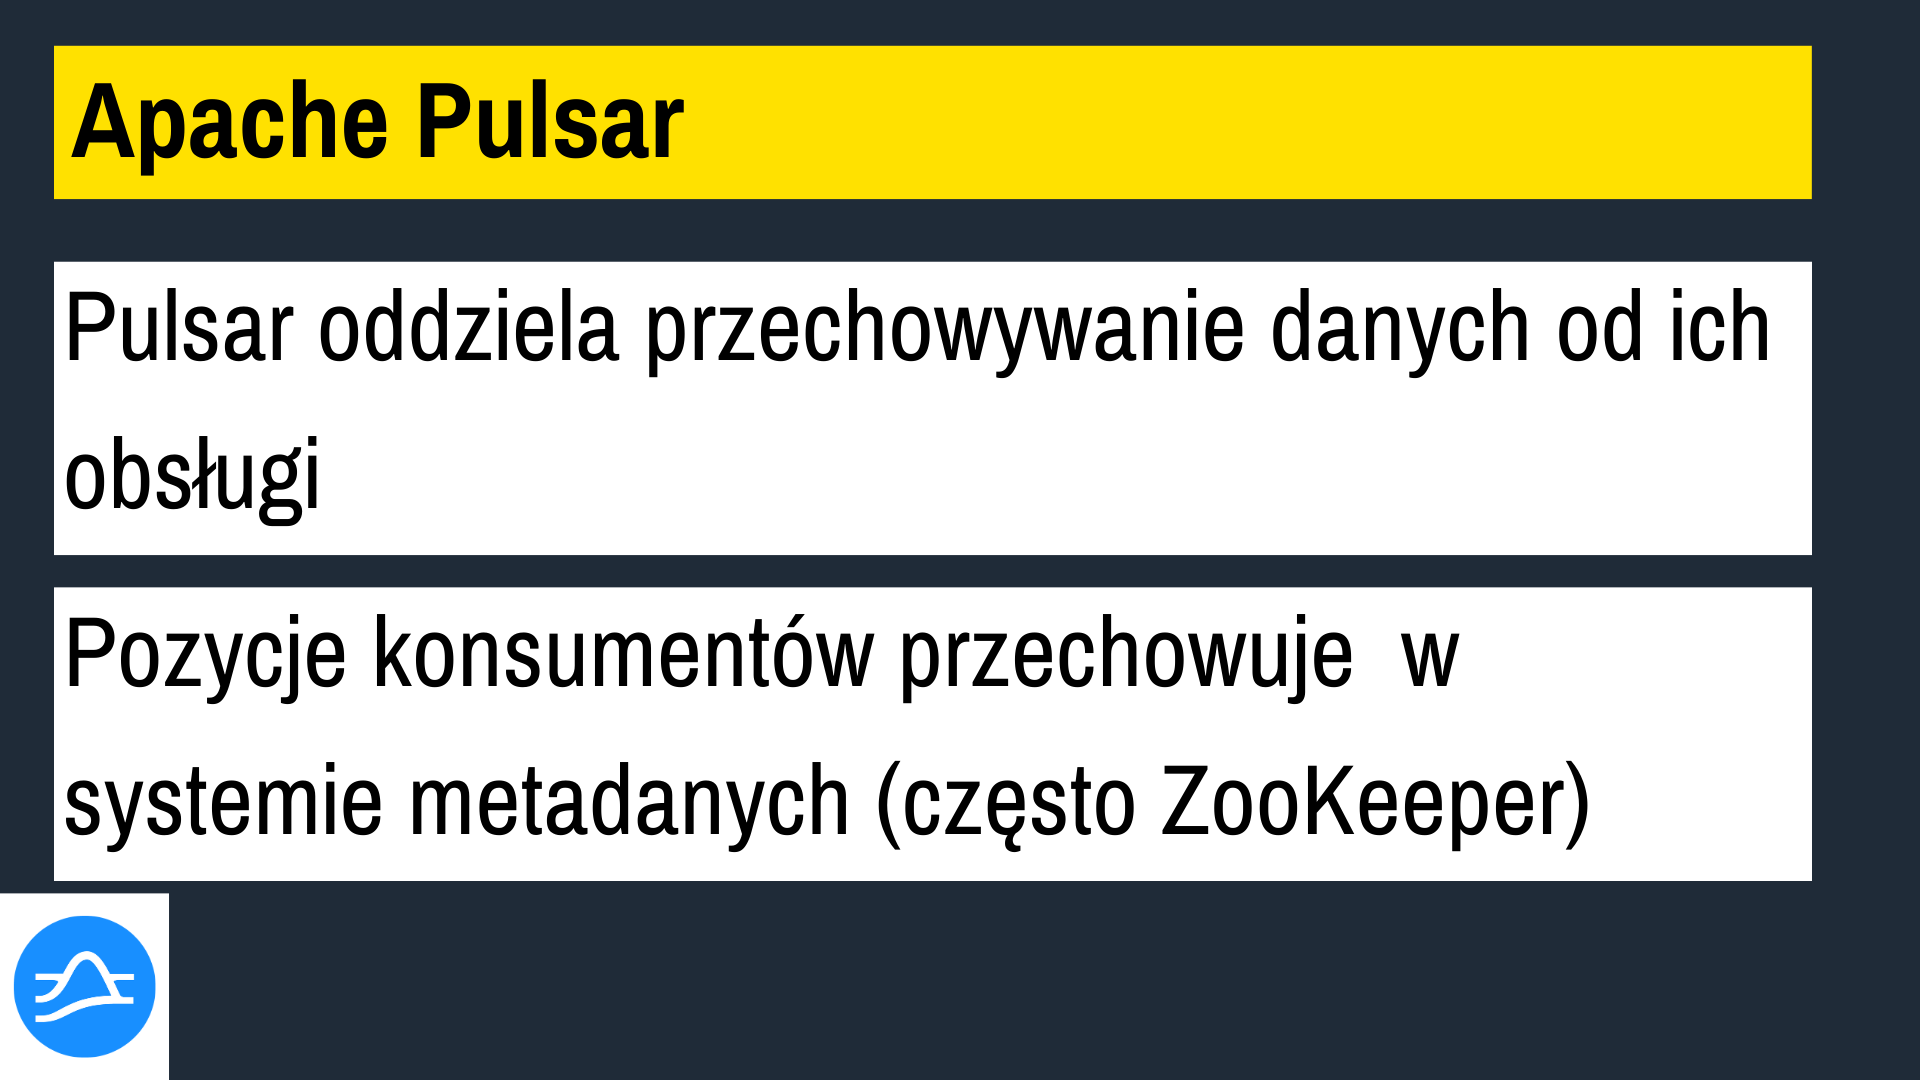 Apache Pulsar
Pulsar oddziela przechowywanie danych od ich
obsługi
Pozycje konsumentów przechowuje  w
systemie metadanych (często ZooKeeper)